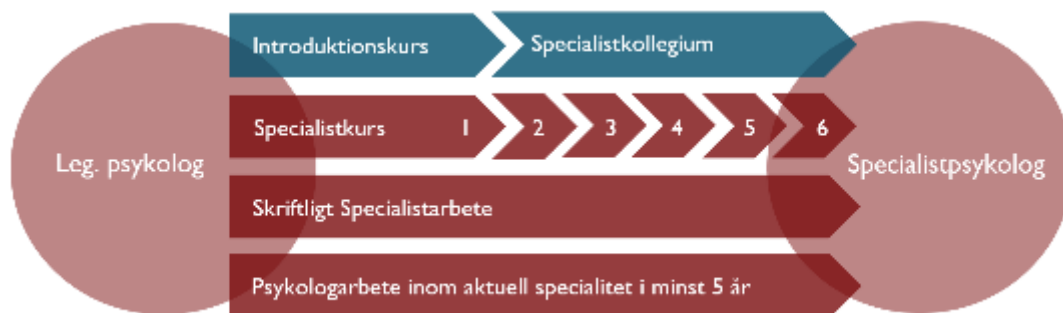 Introduktionskurs
Specialistkollegium
Specialistkurs 1 2 3 4 5 6
Leg. psykolog
Specialistpsykolog
Skriftligt Specialistarbete
Psykologarbete inom aktuell specialitet i minst 5 år